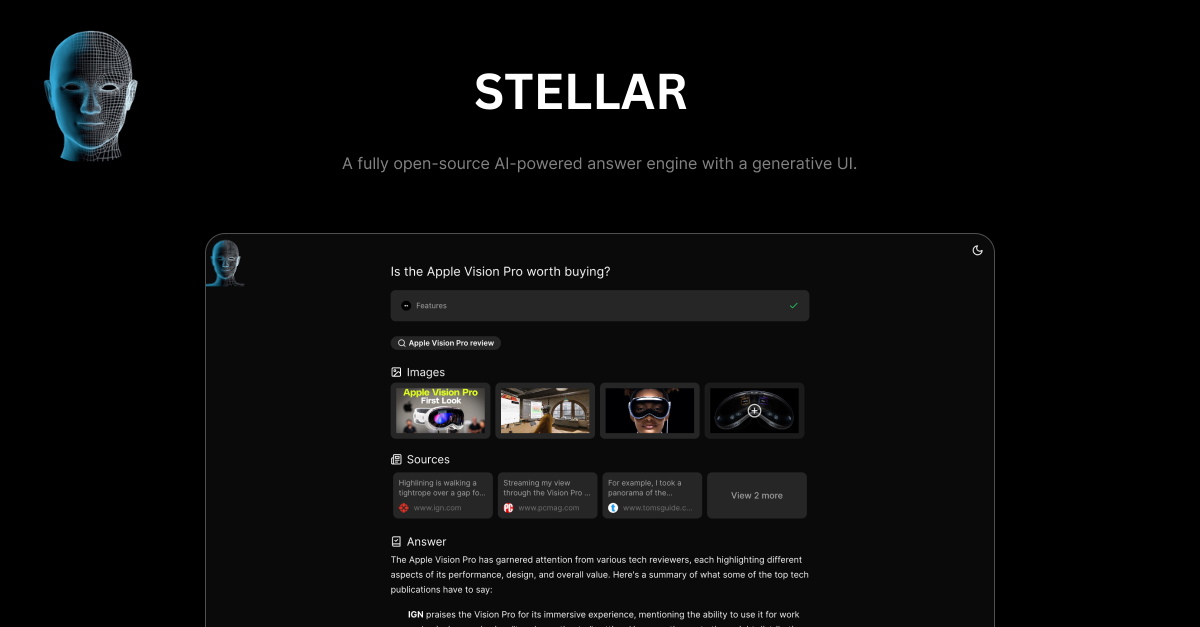 STELLAR
A fully open-source AI-powered answer engine with a generative UI.
Is the Apple Vision Pro worth buying?
Features
Apple Vision Pro review
Images
Apple Vision Pro
First Look
Sources
Highlining is walking a
tightrope over a gap fo...
www.ign.com
Streaming my view
through the Vision Pro ...
www.pcmag.com
For example, I took a
panorama of the...
www.tomsguide.c...
View 2 more
Answer
The Apple Vision Pro has garnered attention from various tech reviewers, each highlighting different
aspects of its performance, design, and overall value. Here's a summary of what some of the top tech
publications have to say:
IGN praises the Vision Pro for its immersive experience, mentioning the ability to use it for work